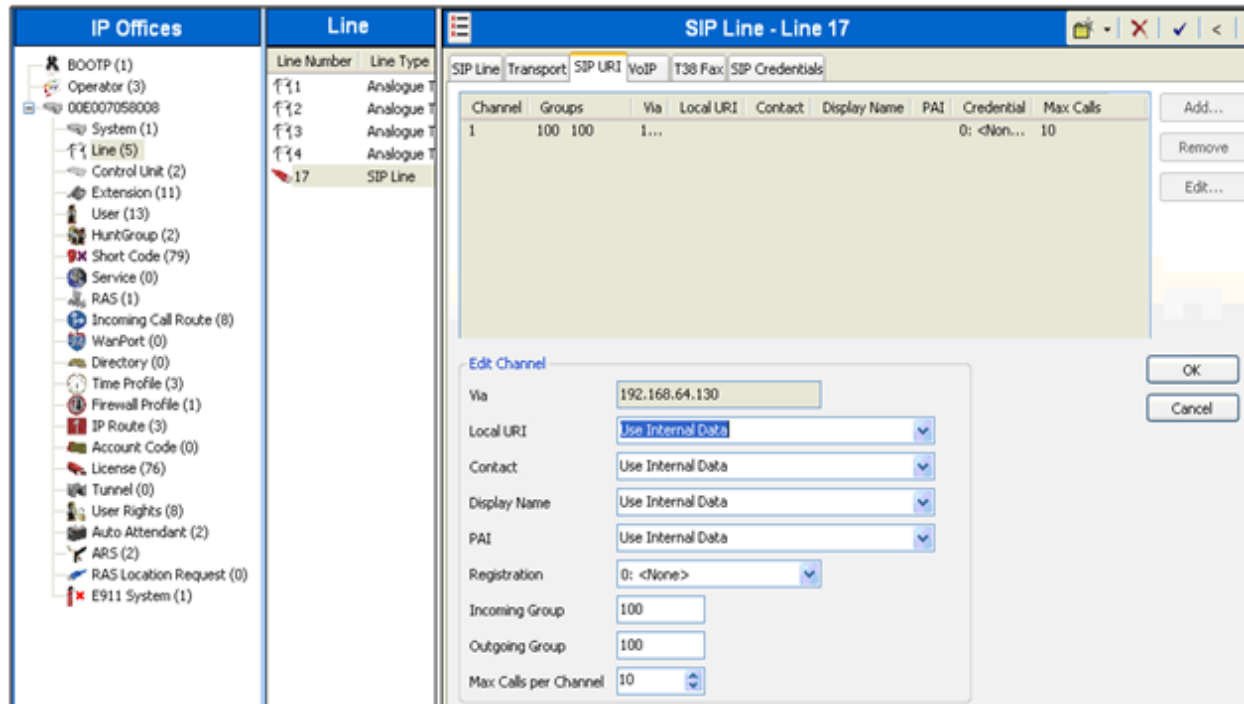 IP Offices
BOOTP (1)
Operator (3)
00E007058008
System (1)
Line (5)
Control Unit (2)
Extension (11)
User (13)
HuntGroup (2)
Short Code (79)
Service (0)
RAS (1)
Incoming Call Route (8)
WanPort (0)
Directory (0)
Time Profile (3)
Firewall Profile (1)
IP Route (3)
Account Code (0)
License (76)
Tunnel (0)
User Rights (8)
Auto Attendant (2)
ARS (2)
RAS Location Request (0)
E911 System (1)
Line
Line Number Line Type
1 Analogue T
2 Analogue T
3 Analogue T
4 Analogue T
17 SIP Line
SIP Line - Line 17
SIP Line Transport SIP URI VoIP T38 Fax SIP Credentials
Channel Groups Via Local URI Contact Display Name PAI Credential Max Calls
1 100 100 1... 0: <Non... 10
Add...
Remove
Edit...
Edit Channel
Via 192.168.64.130
Local URI Use Internal Data
Contact Use Internal Data
Display Name Use Internal Data
PAI Use Internal Data
Registration 0: <None>
Incoming Group 100
Outgoing Group 100
Max Calls per Channel 10
OK
Cancel